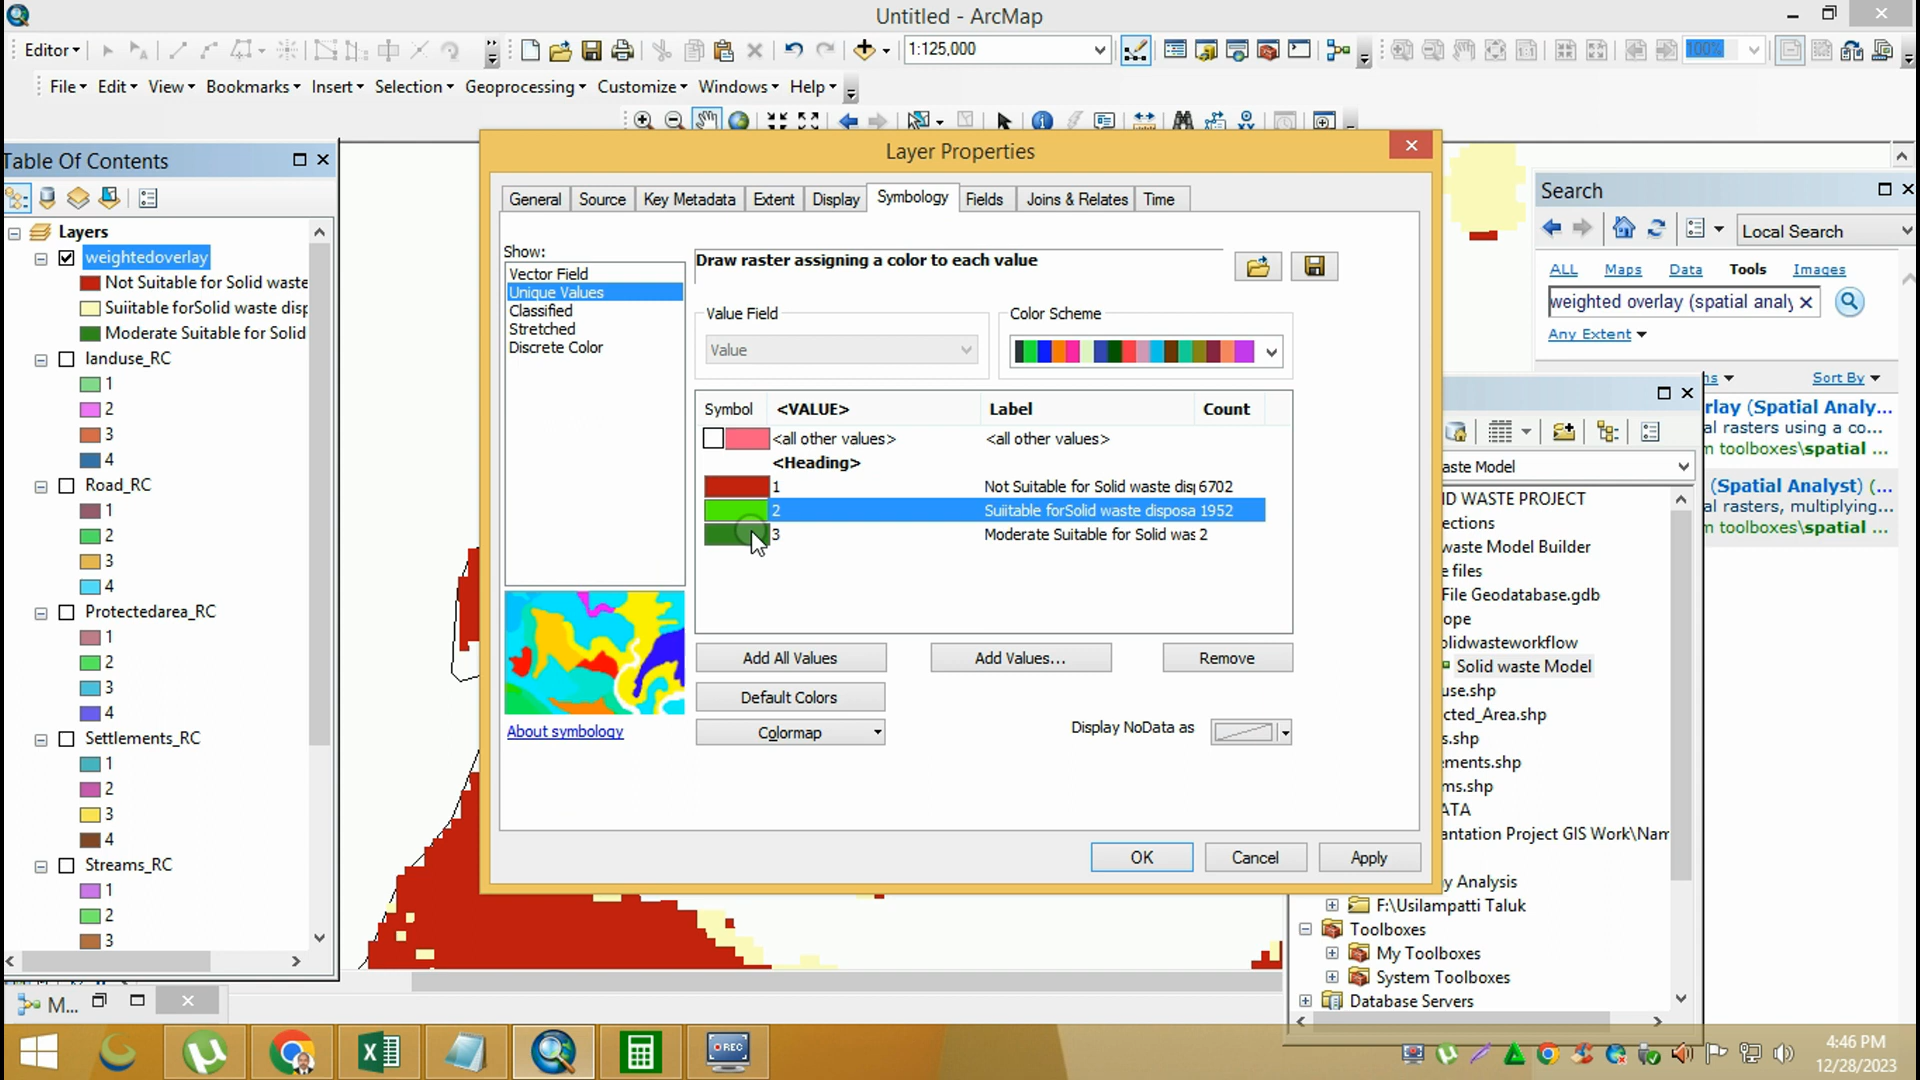 Untitled - ArcMap
Editor
1:125,000
100%
File Edit View Bookmarks Insert Selection Geoprocessing Customize Windows Help
Table Of Contents
Layers
weightedoverlay
Not Suitable for Solid waste
Suiitable forSolid waste disp
Moderate Suitable for Solid
landuse_RC
1
2
3
4
Road_RC
1
2
3
4
Protectedarea_RC
1
2
3
4
Settlements_RC
1
2
3
4
Streams_RC
1
2
3
M...
Layer Properties
General Source Key Metadata Extent Display Symbology Fields Joins & Relates Time
Show:
Vector Field
Unique Values
Classified
Stretched
Discrete Color
About symbology
Draw raster assigning a color to each value
Value Field
Value
Color Scheme
Symbol <VALUE> Label Count
<all other values> <all other values>
<Heading>
1 Not Suitable for Solid waste disp 6702
2 Suiitable forSolid waste disposa 1952
3 Moderate Suitable for Solid was 2
Add All Values Add Values... Remove
Default Colors
Colormap
Display NoData as
OK Cancel Apply
Search
Local Search
ALL Maps Data Tools Images
weighted overlay (spatial analy
Any Extent
Sort By
rlay (Spatial Analy...
al rasters using a co...
m toolboxes\spatial ...
(Spatial Analyst) (...
al rasters, multiplying...
m toolboxes\spatial ...
aste Model
ID WASTE PROJECT
ections
waste Model Builder
e files
File Geodatabase.gdb
ope
olidwasteworkflow
Solid waste Model
use.shp
cted_Area.shp
s.shp
ements.shp
ms.shp
ATA
antation Project GIS Work\Nam
y Analysis
F:\Usilampatti Taluk
Toolboxes
My Toolboxes
System Toolboxes
Database Servers
REC
4:46 PM
12/28/2023